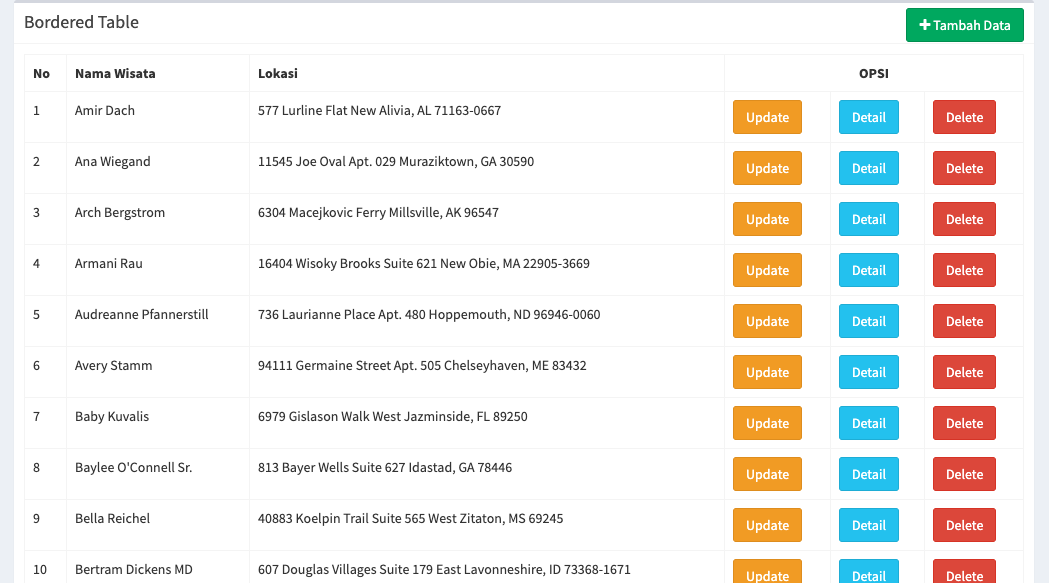 Bordered Table
Tambah Data
No Nama Wisata Lokasi OPSI
1 Amir Dach 577 Lurline Flat New Alivia, AL 71163-0667 Update Detail Delete
2 Ana Wiegand 11545 Joe Oval Apt. 029 Muraziktown, GA 30590 Update Detail Delete
3 Arch Bergstrom 6304 Macejkovic Ferry Millsville, AK 96547 Update Detail Delete
4 Armani Rau 16404 Wisoky Brooks Suite 621 New Obie, MA 22905-3669 Update Detail Delete
5 Audreanne Pfannerstill 736 Laurianne Place Apt. 480 Hoppemouth, ND 96946-0060 Update Detail Delete
6 Avery Stamm 94111 Germaine Street Apt. 505 Chelseyhaven, ME 83432 Update Detail Delete
7 Baby Kuvalis 6979 Gislason Walk West Jazminside, FL 89250 Update Detail Delete
8 Baylee O'Connell Sr. 813 Bayer Wells Suite 627 Idastad, GA 78446 Update Detail Delete
9 Bella Reichel 40883 Koelpin Trail Suite 565 West Zitaton, MS 69245 Update Detail Delete
10 Bertram Dickens MD 607 Douglas Villages Suite 179 East Lavonneshire, ID 73368-1671 Update Detail Delete